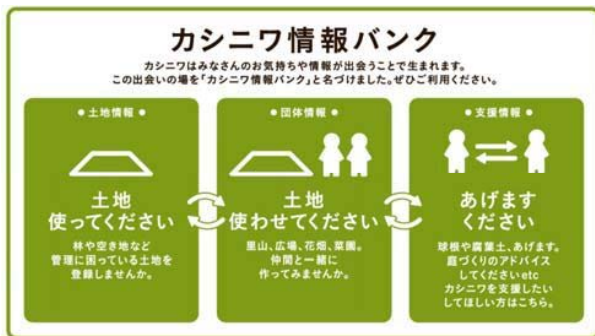 カシニワ情報バンク
カシニワはみなさんのお気持ちや情報が出会うことで生まれます。
この出会いの場を「カシニワ情報バンク」と名づけました。ぜひご利用ください。
●土地情報●
土地
使ってください
林や空き地など
管理に困っている土地を
登録しませんか。
●団体情報●
土地
使わせてください
里山、広場、花畑、菜園。
仲間と一緒に
作ってみませんか。
●支援情報●
あげます
ください
球根や腐葉土、あげます。
庭づくりのアドバイス
してくださいetc
カシニワを支援したい
してほしい方はこちら。